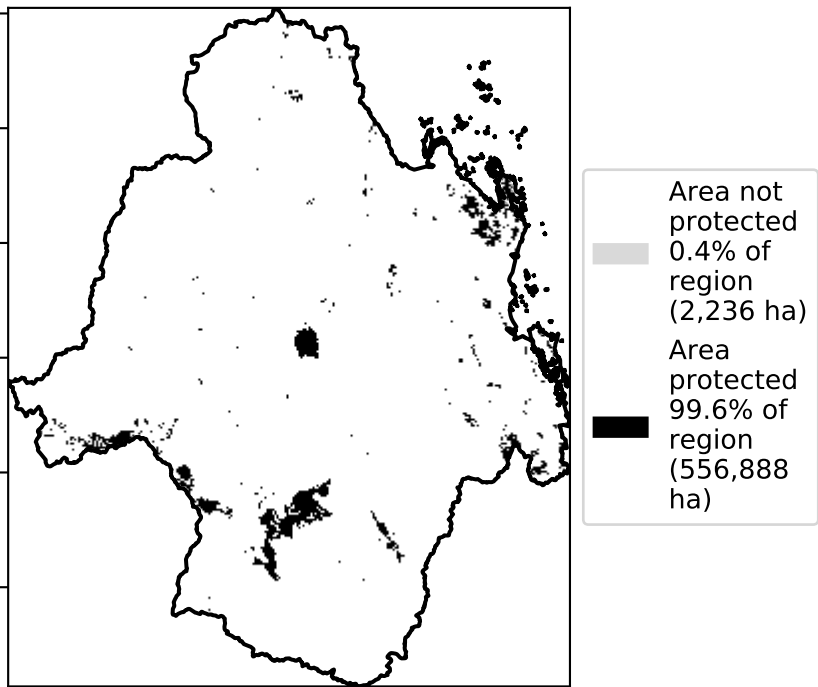 Area not
protected
0.4% of
region
(2,236 ha)
Area
protected
99.6% of
region
(556,888
ha)